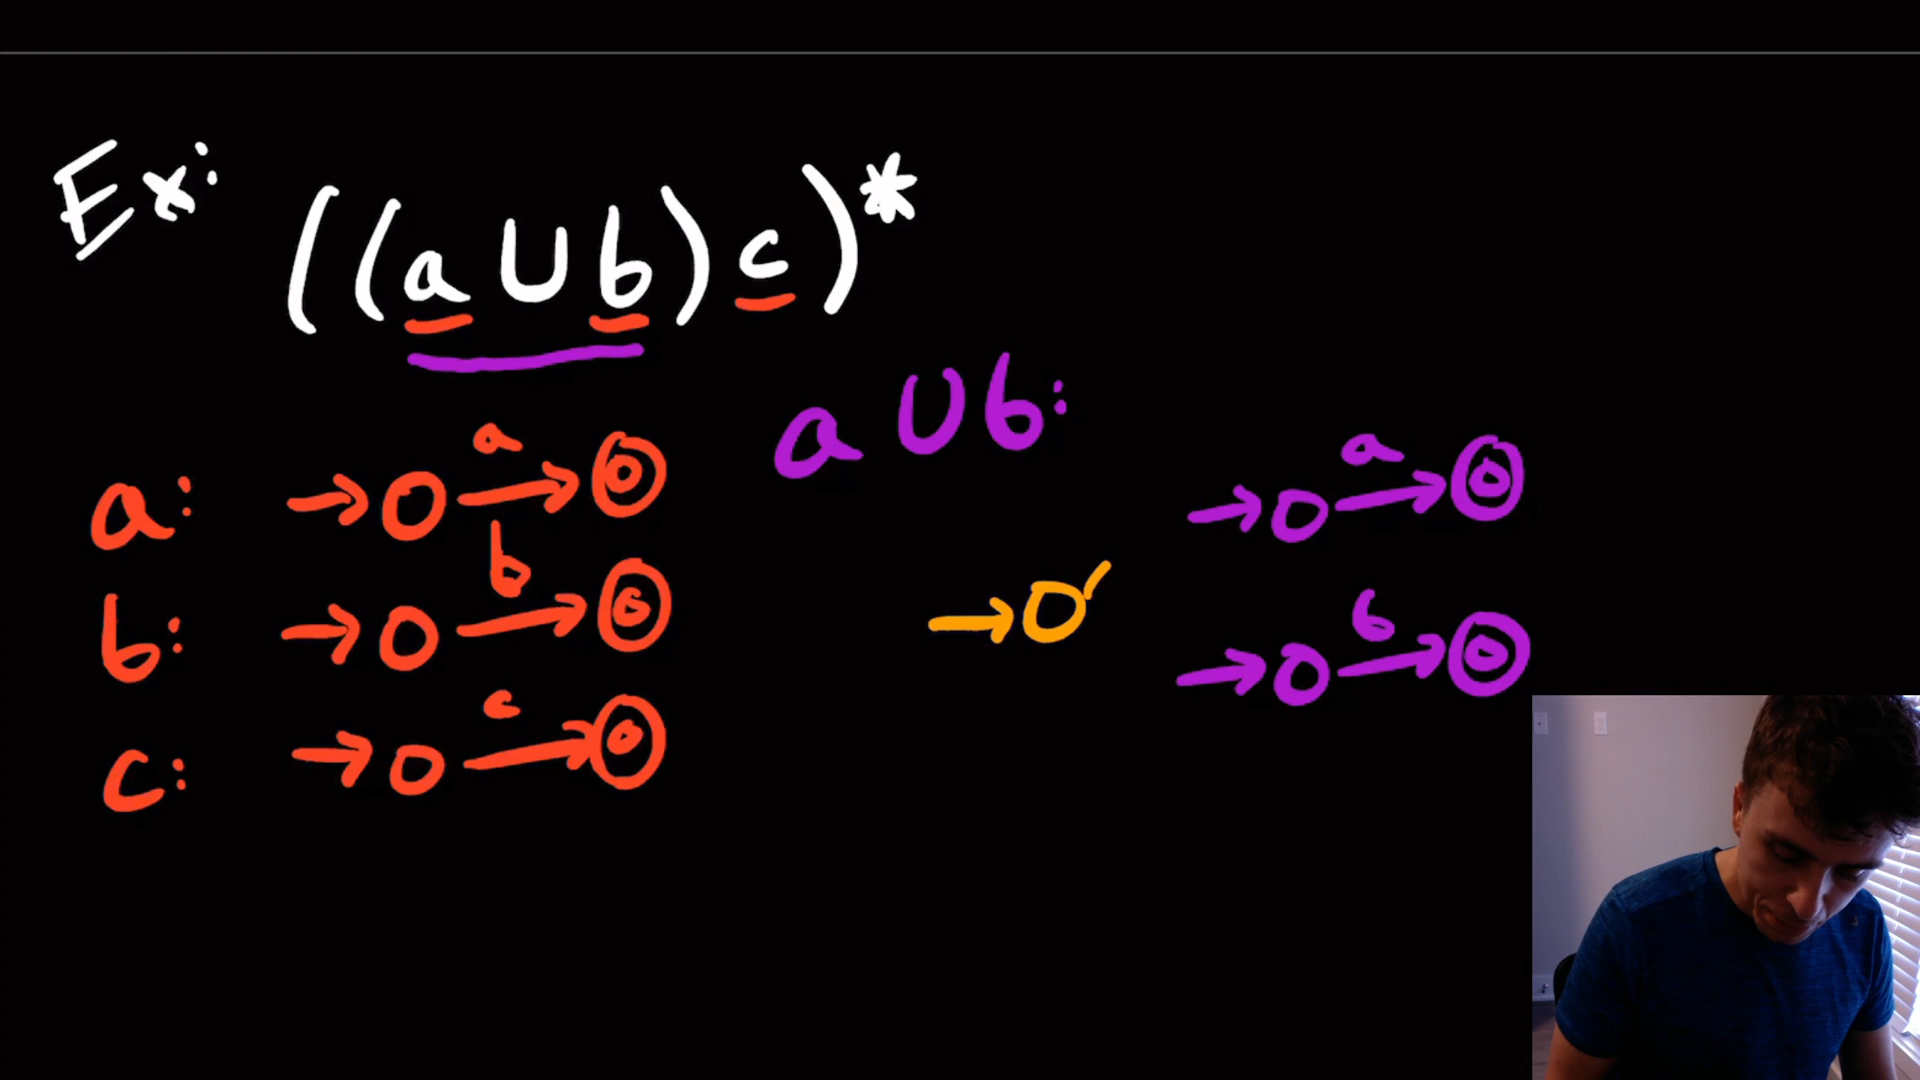 Ex: ((a ∪ b) c)*
a ∪ b:
a: a
b: b
c: c
a
b